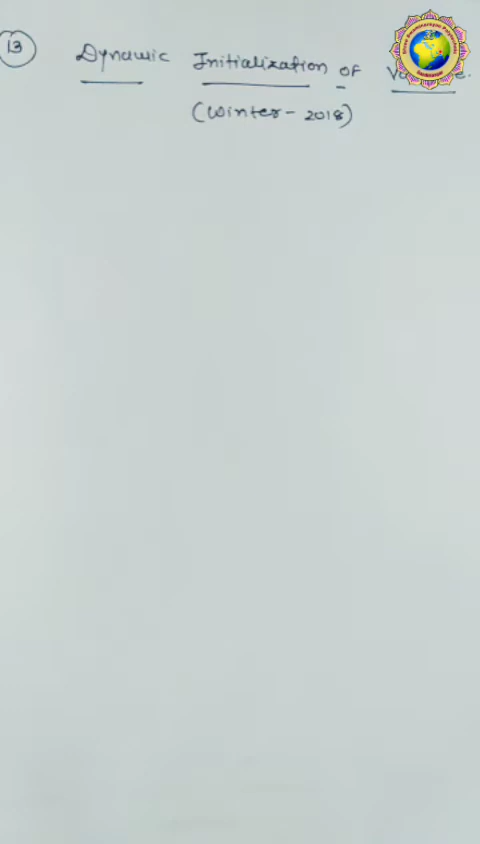 13 Dynamic Initialization of
(Winter - 2018)